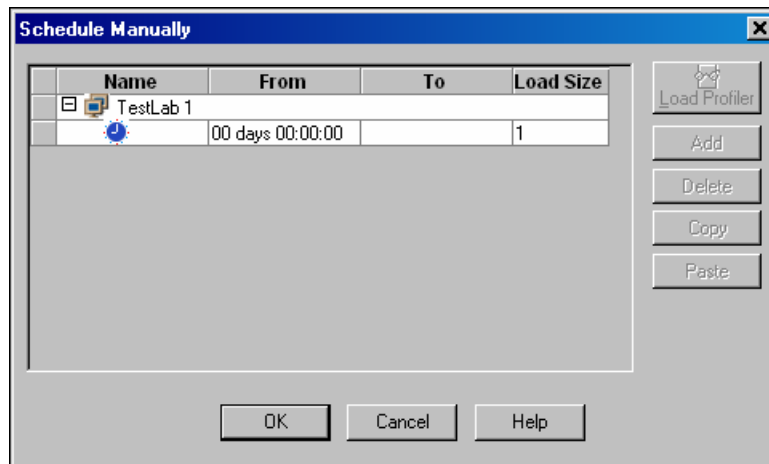 Schedule Manually
Name From To Load Size
TestLab 1
00 days 00:00:00 1
Load Profiler
Add
Delete
Copy
Paste
OK Cancel Help